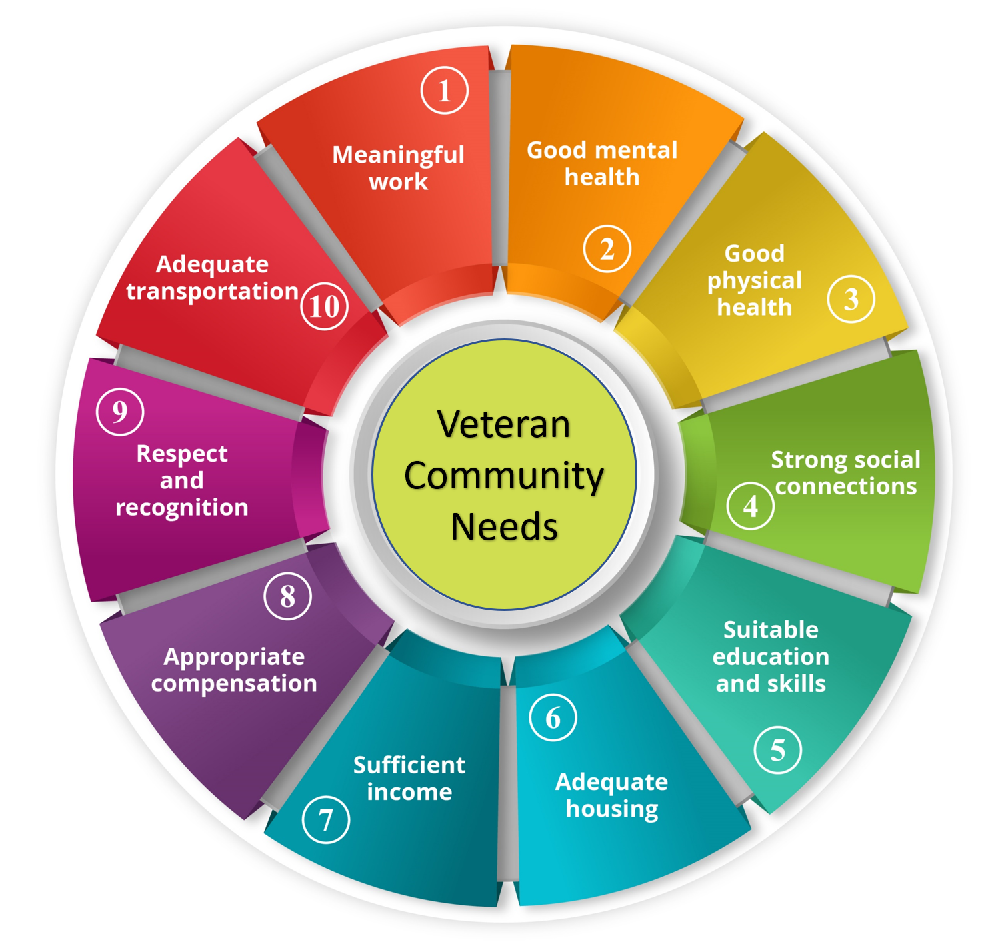 1
Meaningful
work
Good mental
health
2
Good
physical
health
3
Strong social
connections
4
Suitable
education
and skills
5
6
Adequate
housing
Sufficient
income
7
8
Appropriate
compensation
9
Respect
and
recognition
Adequate
transportation
10
Veteran
Community
Needs